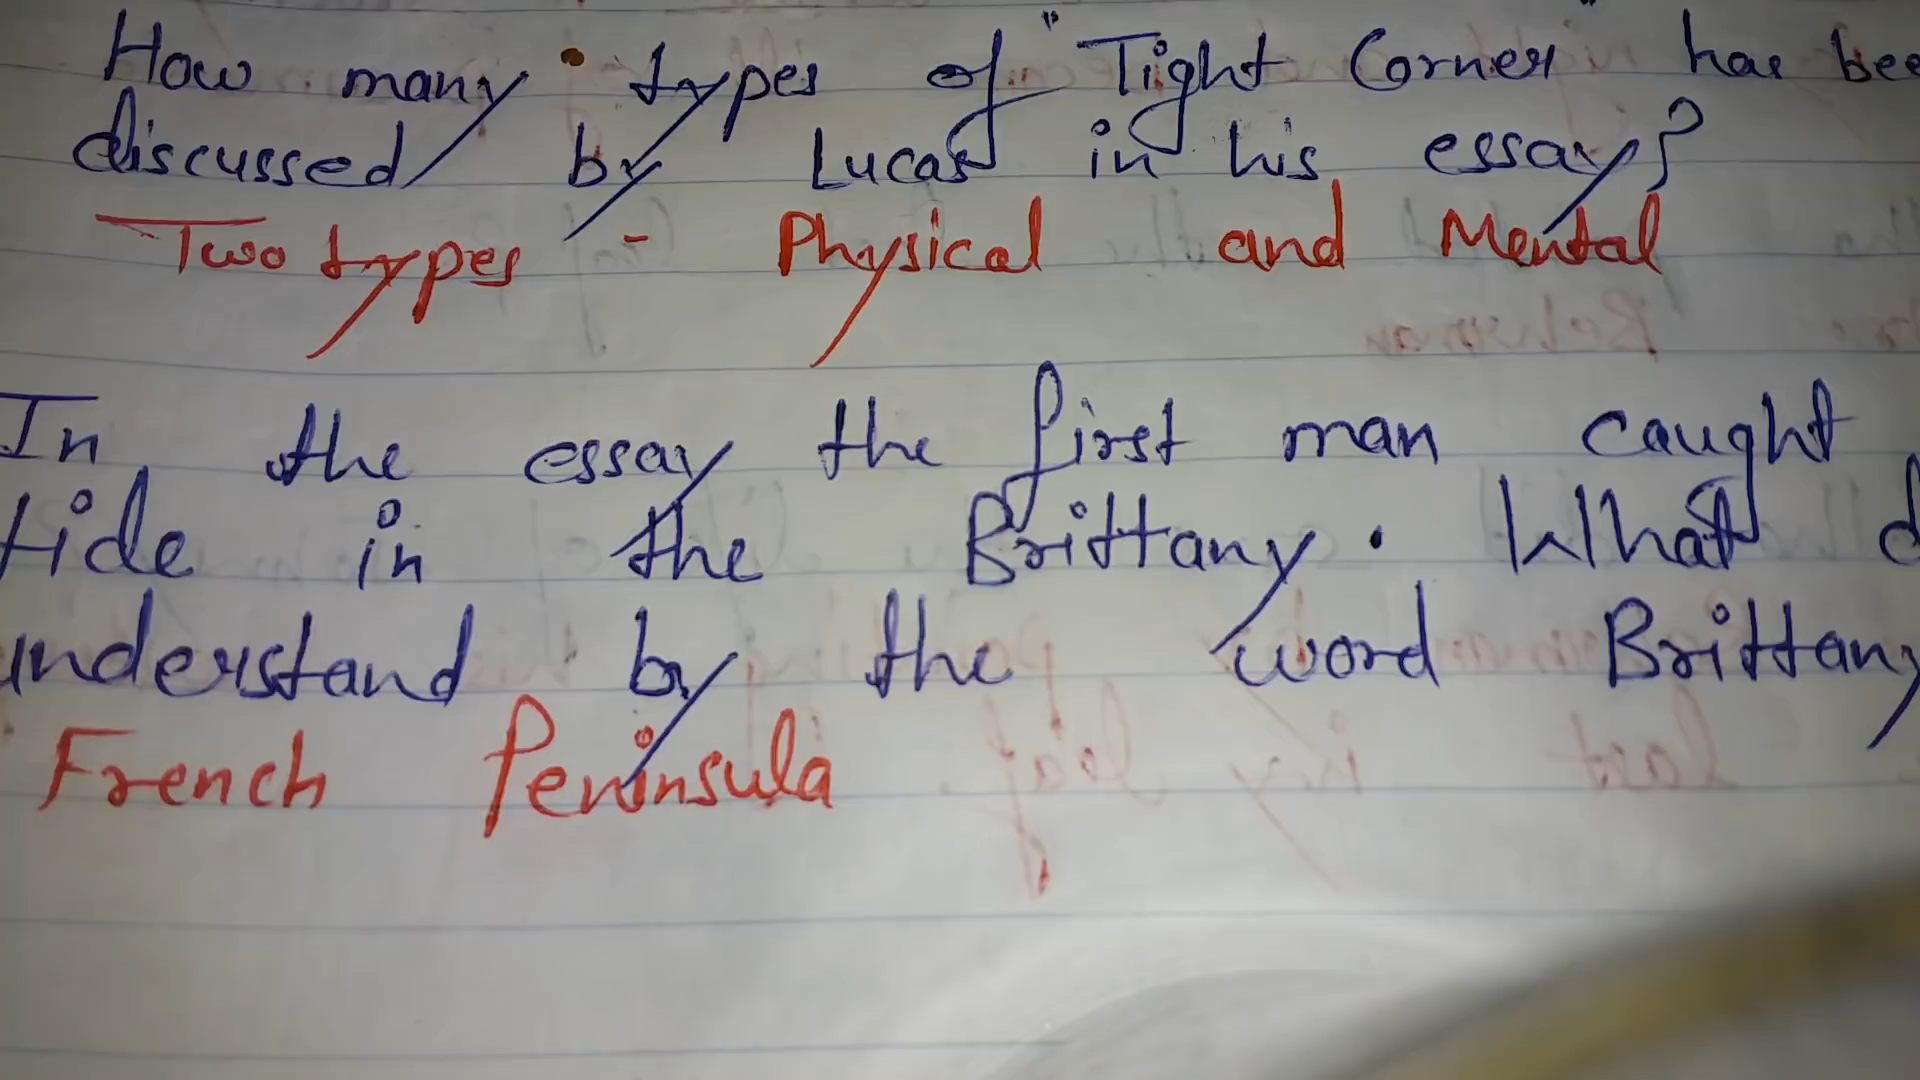 How many types of "Tight Corner" has bee
discussed by Lucas in his essay?
Two types - Physical and Mental
In the essay the first man caught
tide in the Brittany. What d
understand by the word Brittany
French Peninsula